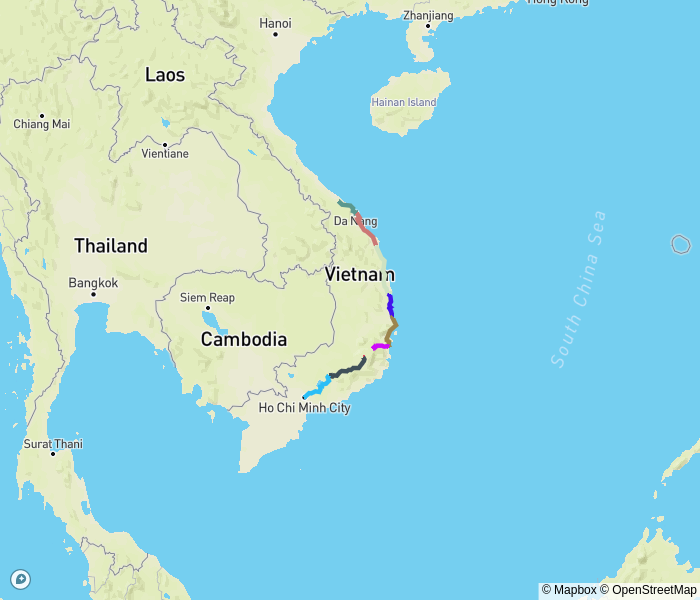 Hong Kong
Zhanjiang
Hanoi
Laos
Hainan Island
Chiang Mai
Vientiane
Da Nang
Thailand
South China Sea
Vietnam
Bangkok
Siem Reap
Cambodia
Ho Chi Minh City
Surat Thani
© Mapbox © OpenStreetMap